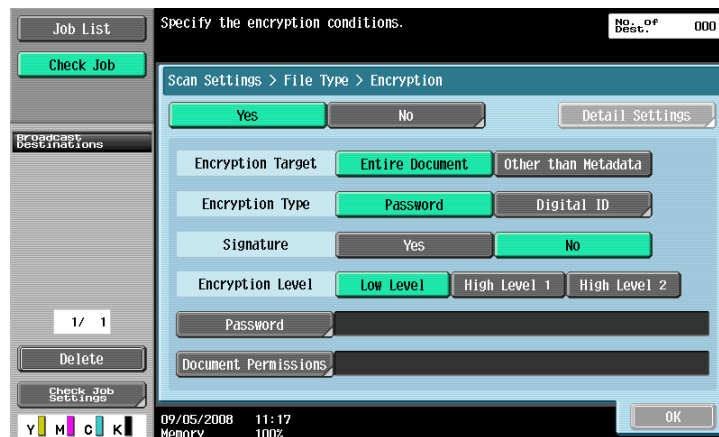 Job List
Check Job
Specify the encryption conditions.
No. of
Dest.
000
Scan Settings > File Type > Encryption
Yes
No
Detail Settings
Broadcast
Destinations
Encryption Target
Entire Document
Other than Metadata
Encryption Type
Password
Digital ID
Signature
Yes
No
Encryption Level
Low Level
High Level 1
High Level 2
1/ 1
Password
Delete
Document Permissions
Check Job
Settings
Y M C K
09/05/2008 11:17
Memory 100%
OK